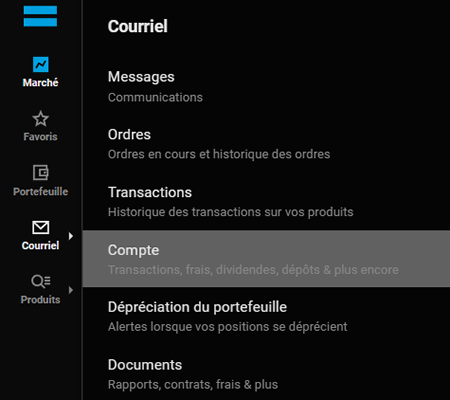 Marché
Favoris
Portefeuille
Courriel
Produits
Courriel
Messages
Communications
Ordres
Ordres en cours et historique des ordres
Transactions
Historique des transactions sur vos produits
Compte
Transactions, frais, dividendes, dépôts & plus encore
Dépréciation du portefeuille
Alertes lorsque vos positions se déprécient
Documents
Rapports, contrats, frais & plus